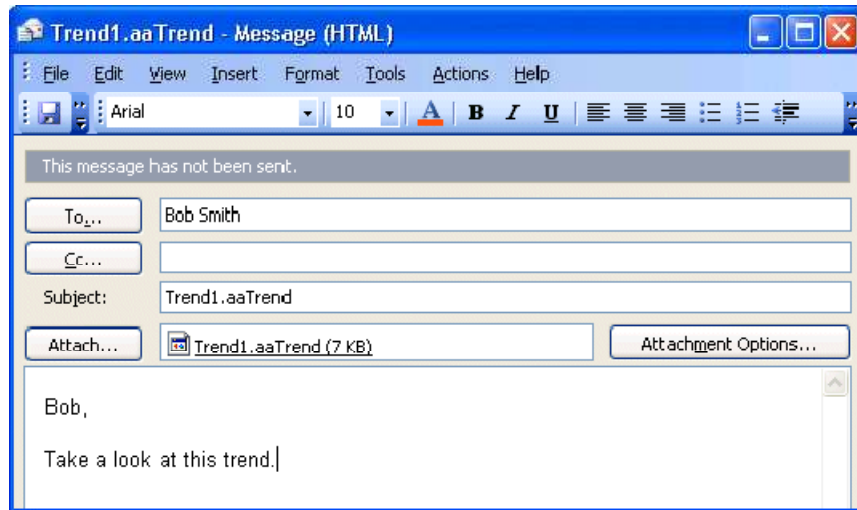 Trend1.aaTrend - Message (HTML)
File Edit View Insert Format Tools Actions Help
Arial 10 A B I U
This message has not been sent.
To... Bob Smith
Cc...
Subject: Trend1.aaTrend
Attach... Trend1.aaTrend (7 KB) Attachment Options...
Bob,
Take a look at this trend.